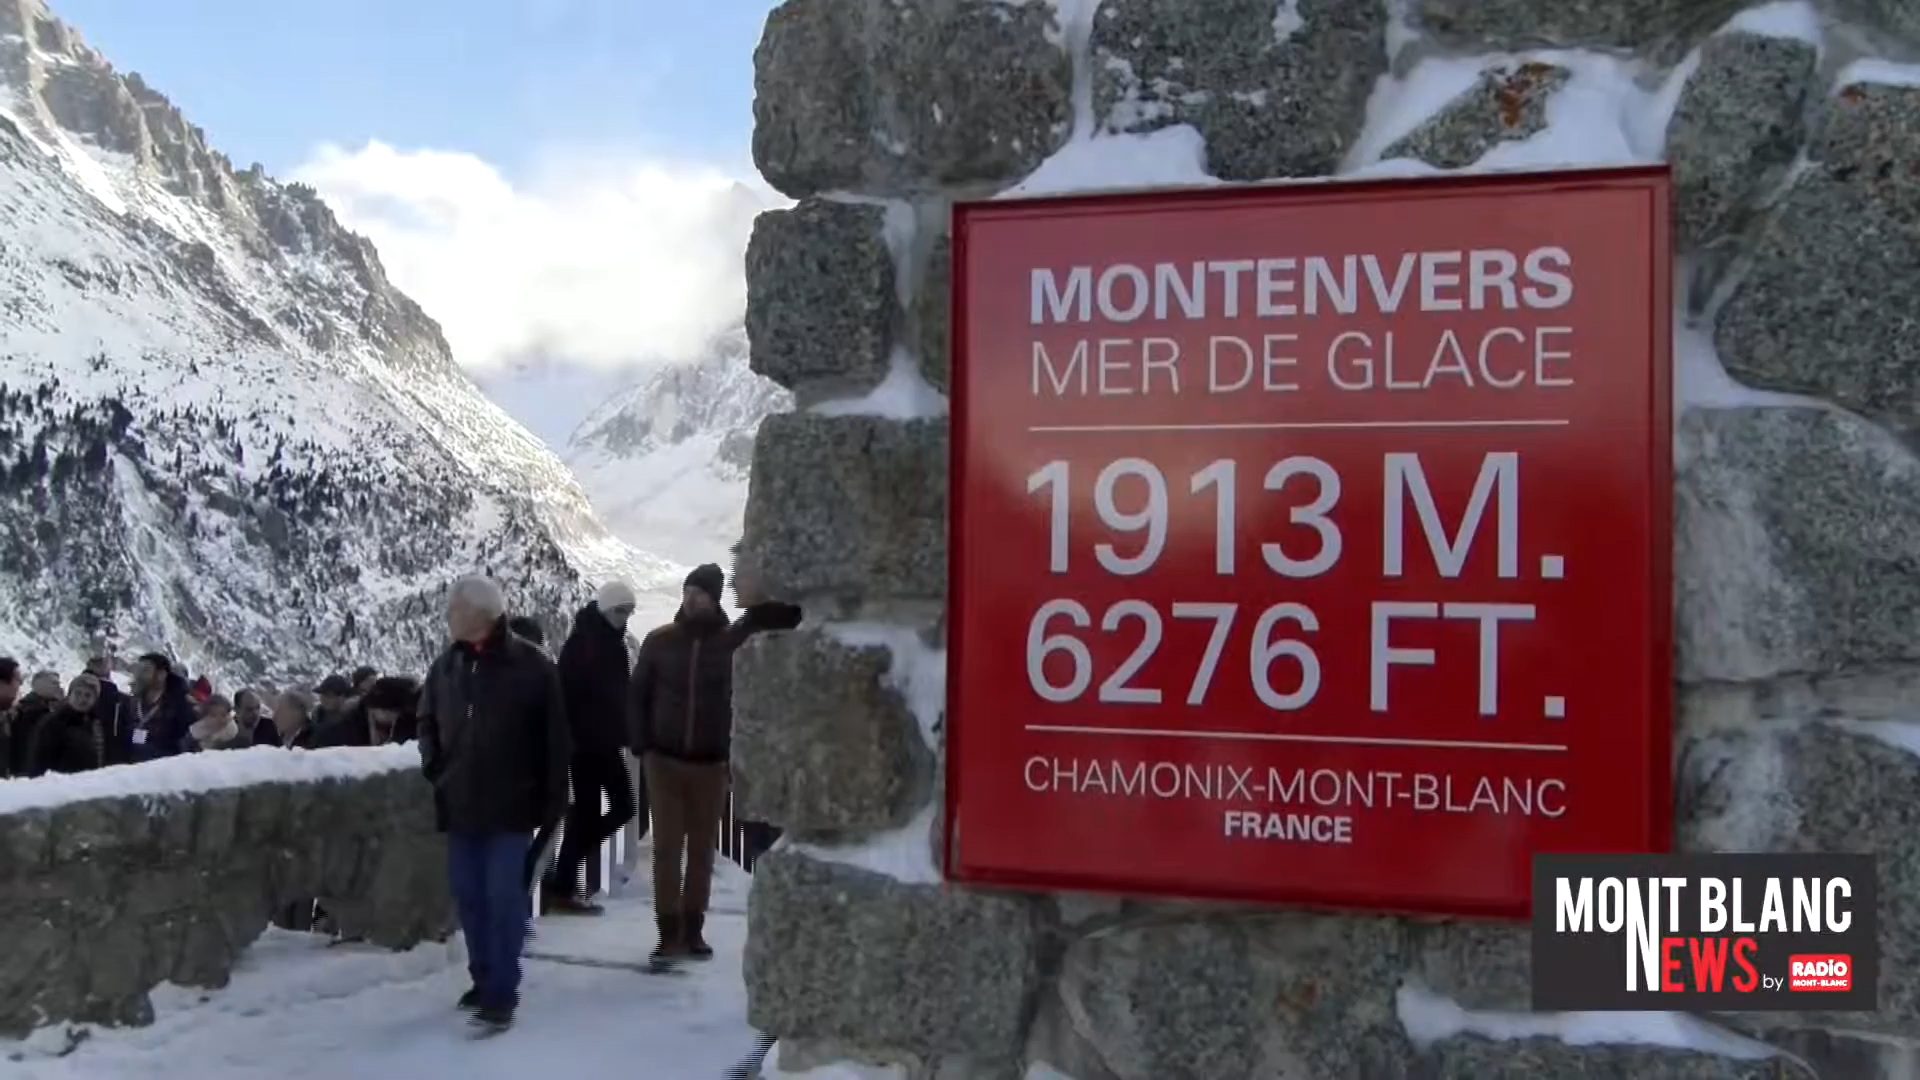 MONTENVERS
MER DE GLACE
1913 M.
6276 FT.
CHAMONIX-MONT-BLANC
FRANCE
MONT BLANC
NEWS by RADIO
MONT-BLANC